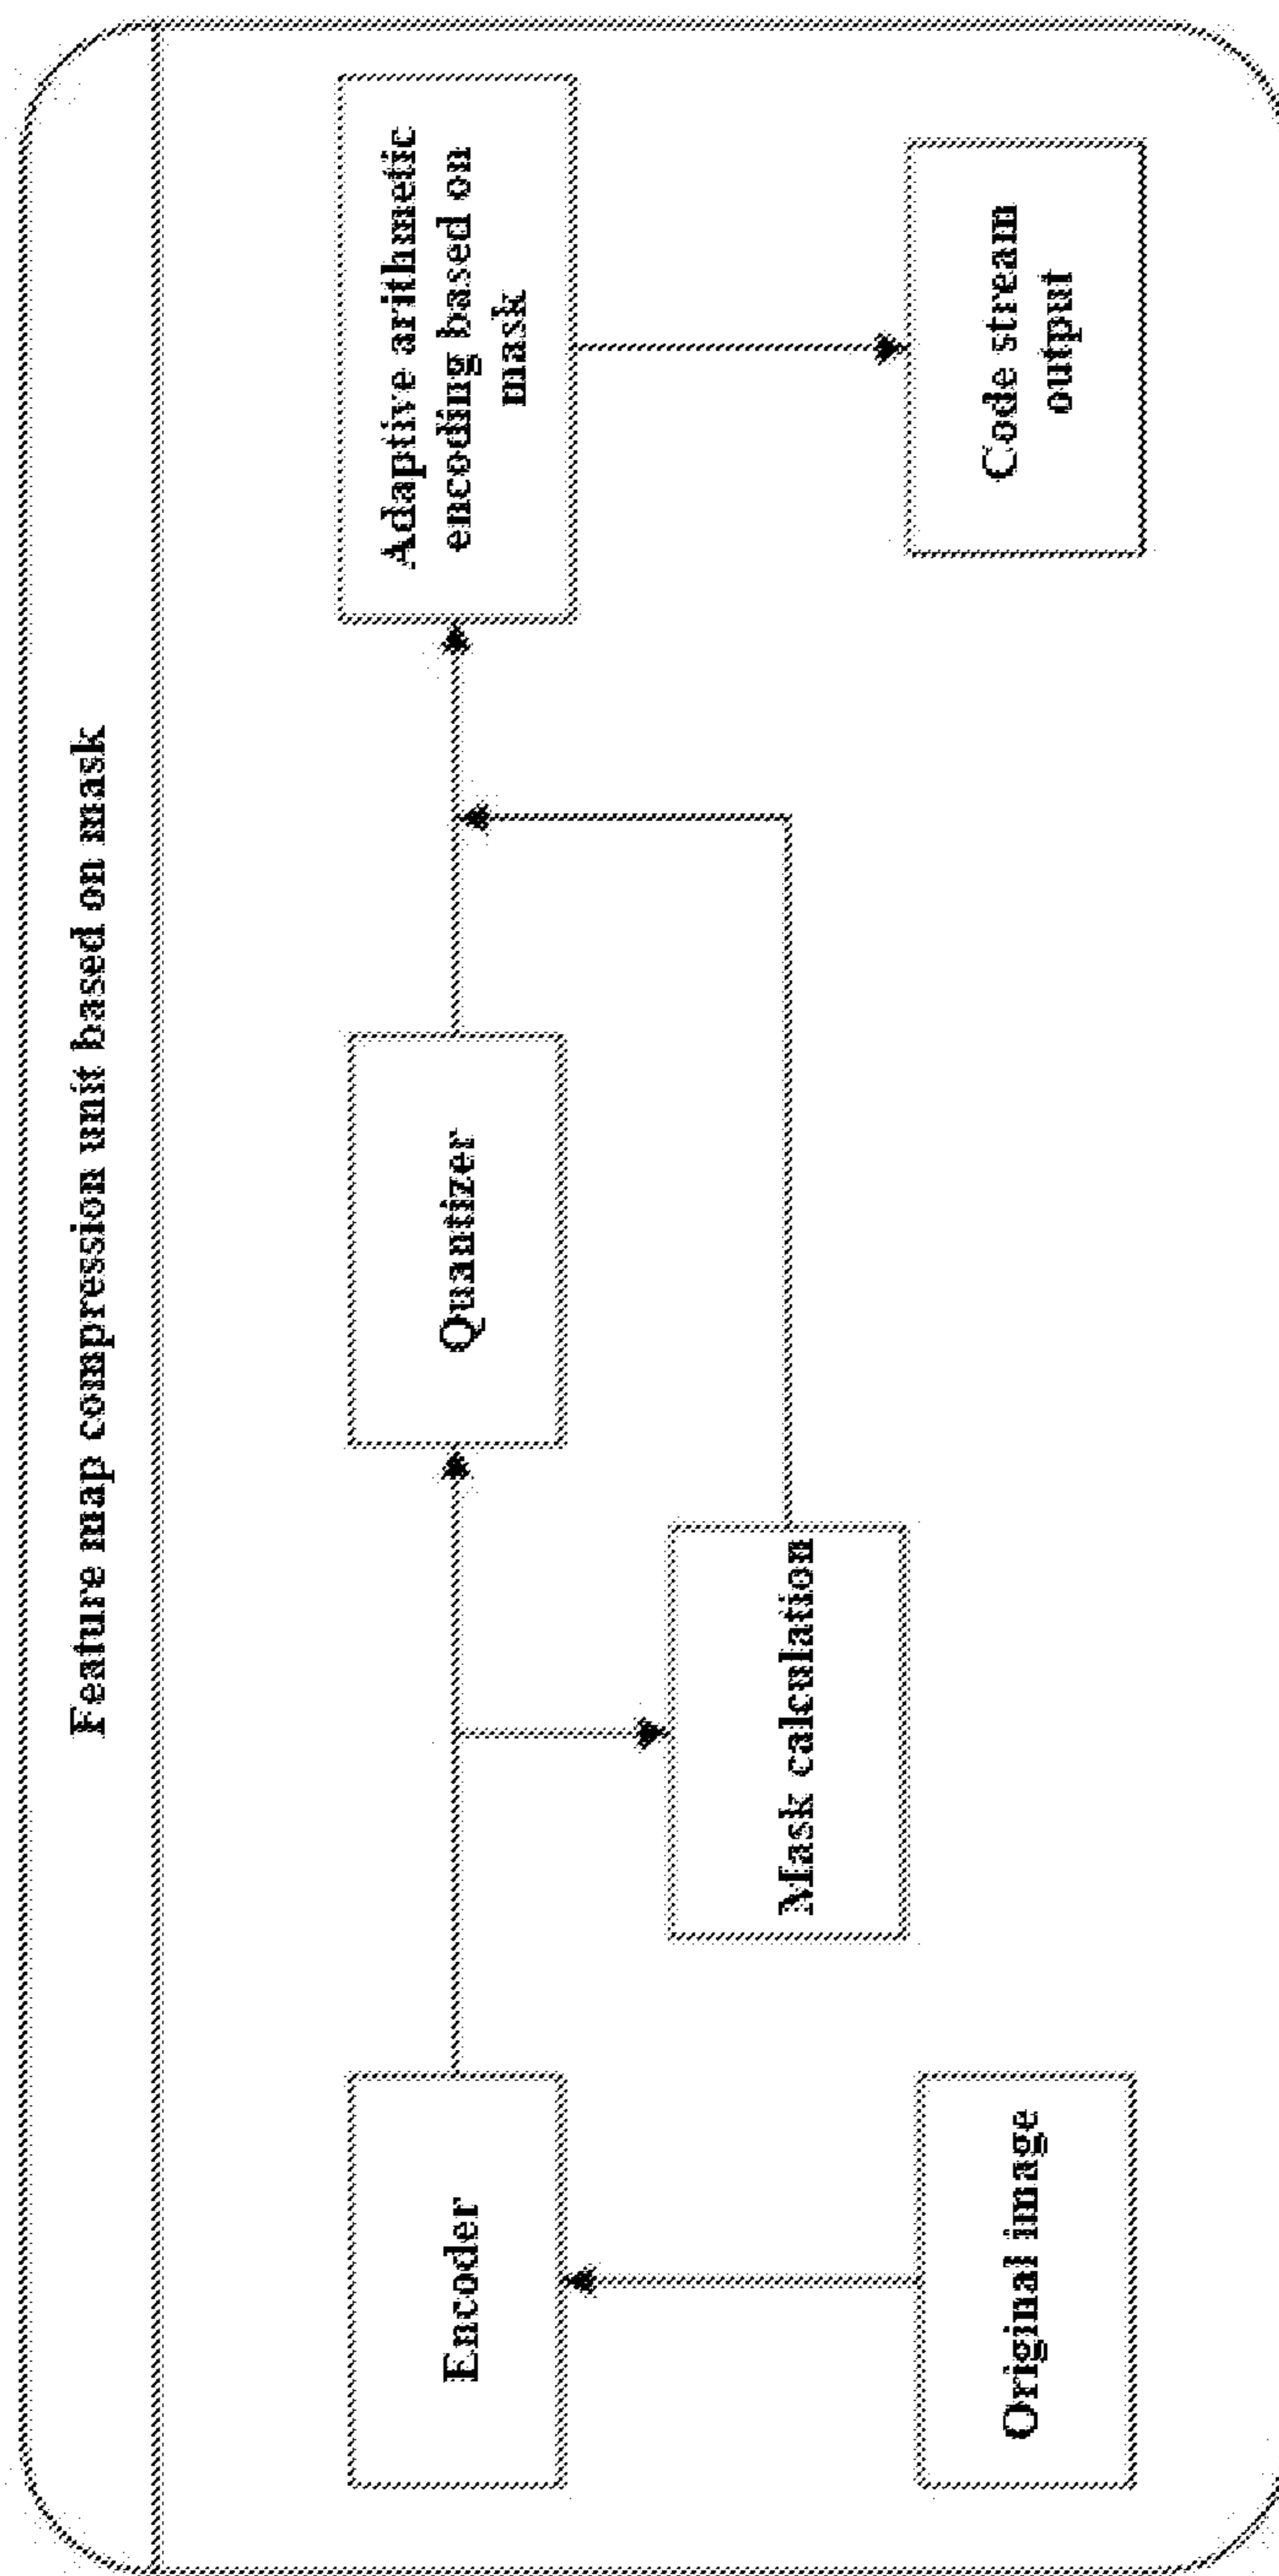 Feature map compression unit based on mask
Encoder
Quantizer
Adaptive arithmetic
encoding based on
mask
Mask calculation
Original image
Code stream
output